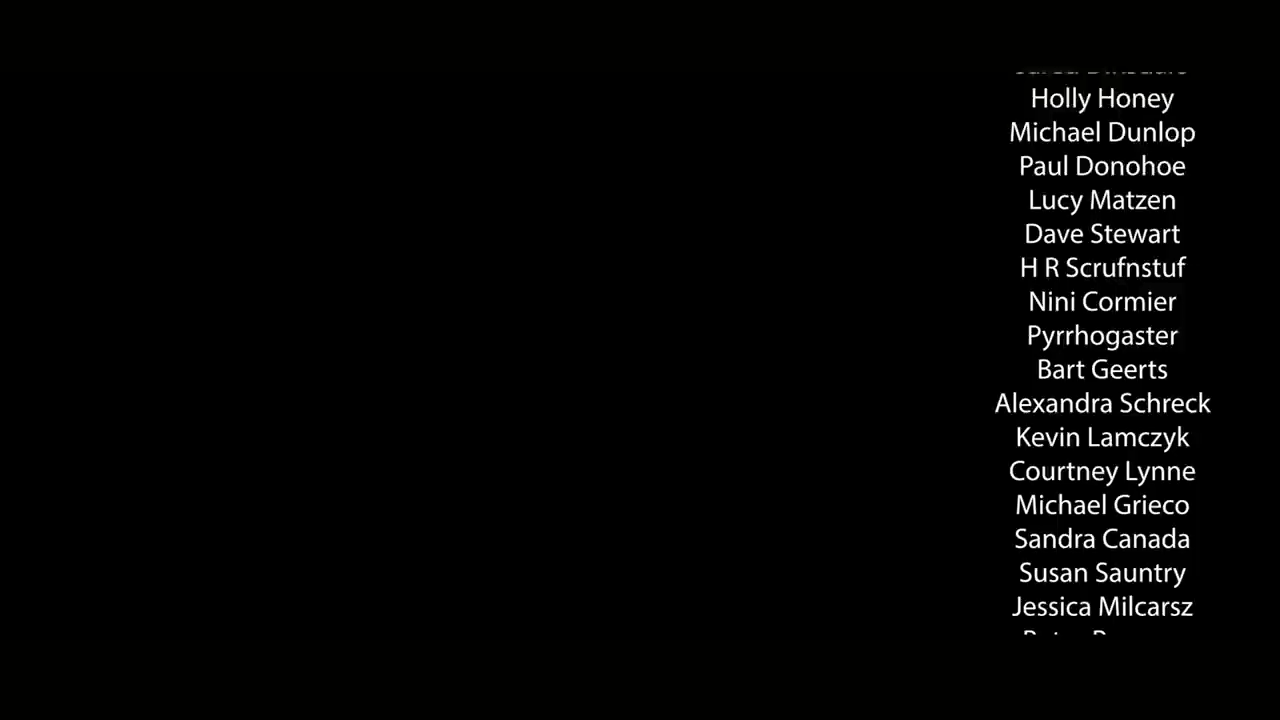 Holly Honey
Michael Dunlop
Paul Donohoe
Lucy Matzen
Dave Stewart
H R Scrufnstuf
Nini Cormier
Pyrrhogaster
Bart Geerts
Alexandra Schreck
Kevin Lamczyk
Courtney Lynne
Michael Grieco
Sandra Canada
Susan Sauntry
Jessica Milcarsz